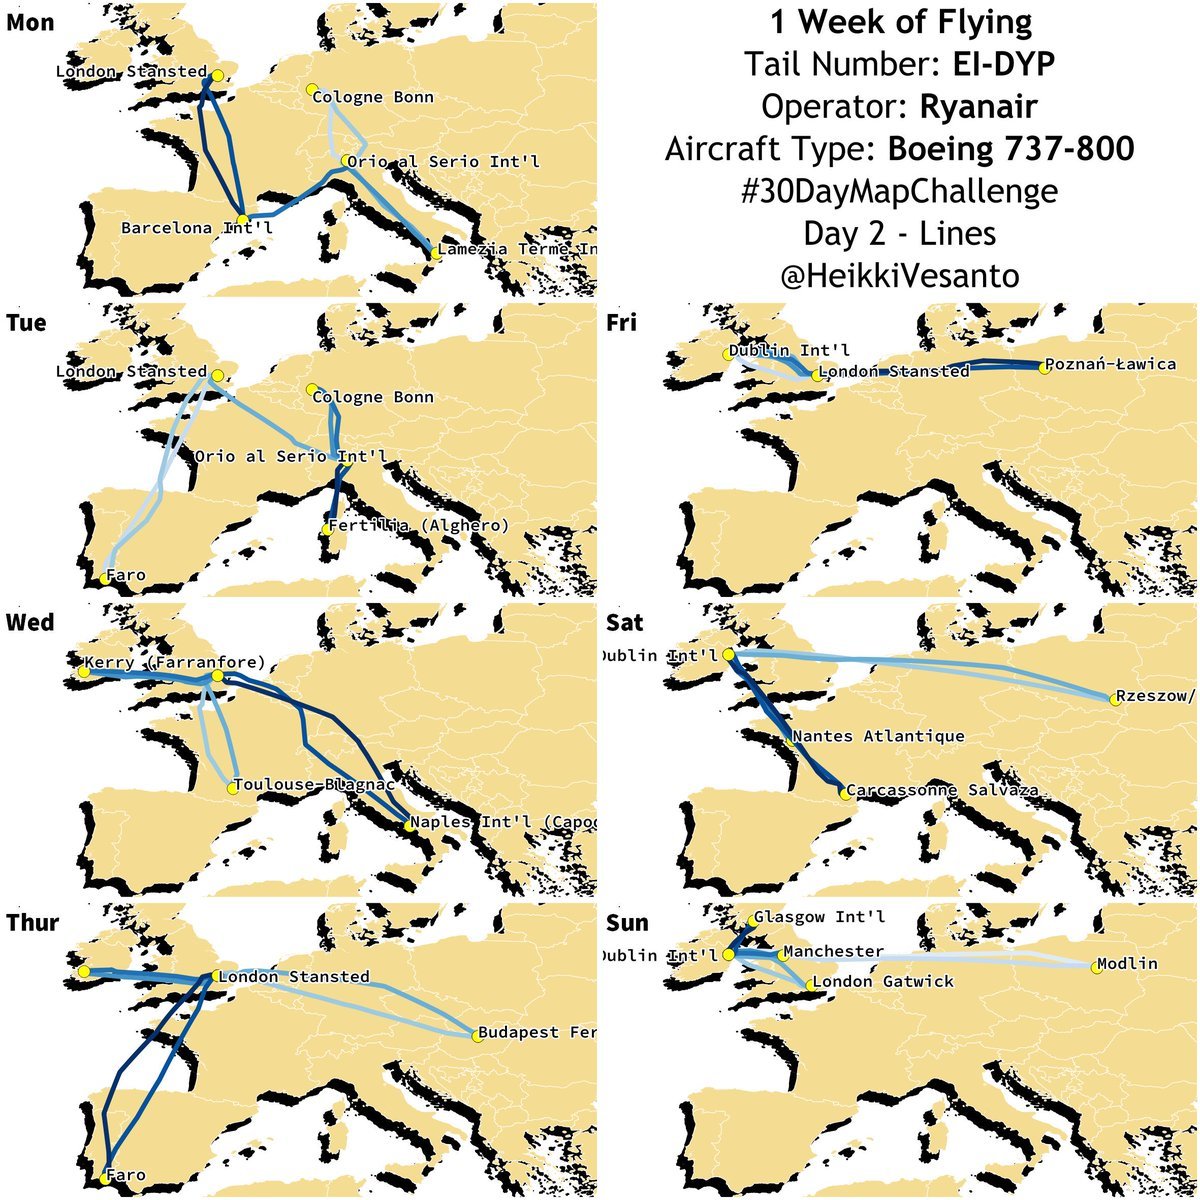 Mon
London Stansted
Cologne Bonn
Orio al Serio Int'l
Barcelona Int'l
Lamezia Terme In
1 Week of Flying
Tail Number: EI-DYP
Operator: Ryanair
Aircraft Type: Boeing 737-800
#30DayMapChallenge
Day 2 - Lines
@HeikkiVesanto
Tue
London Stansted
Cologne Bonn
Orio al Serio Int'l
Fertilia (Alghero)
Faro
Fri
Dublin Int'l
London Stansted
Poznań-Ławica
Wed
Kerry (Farranfore)
Toulouse-Blagnac
Naples Int'l (Capod
Sat
Dublin Int'l
Rzeszow/
Nantes Atlantique
Carcassonne Salvaza
Thur
London Stansted
Budapest Fer
Faro
Sun
Glasgow Int'l
Dublin Int'l
Manchester
Modlin
London Gatwick